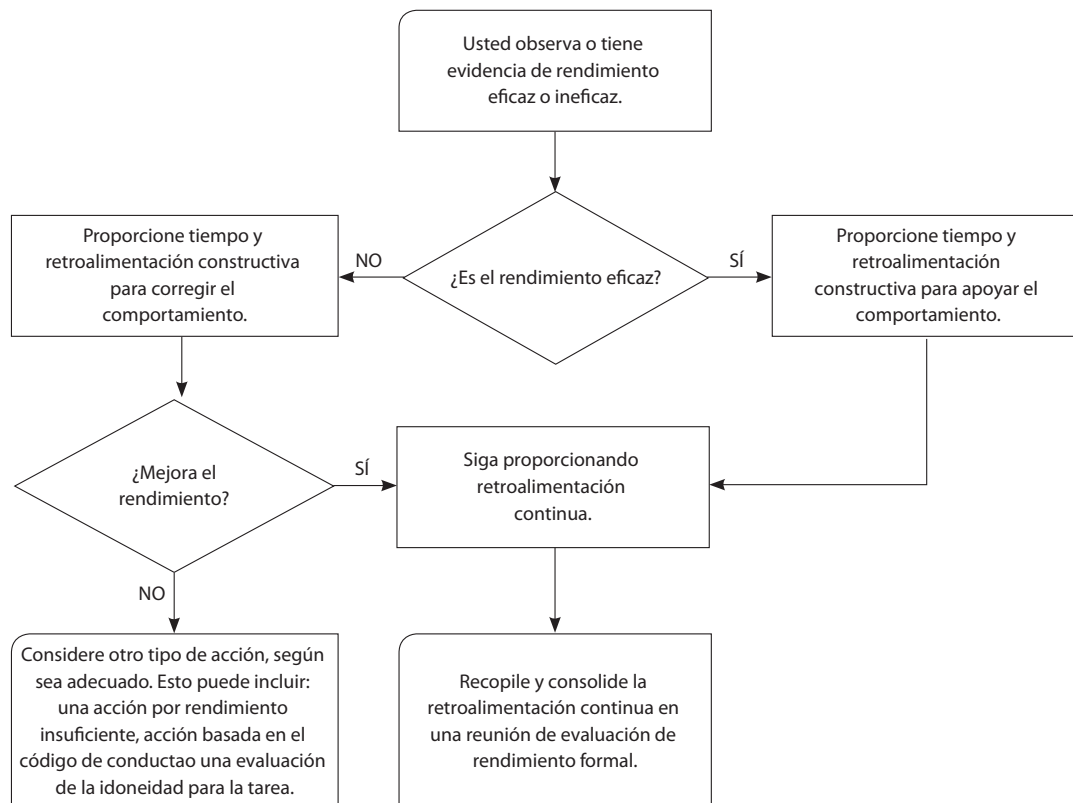 Usted observa o tiene
evidencia de rendimiento
eficaz o ineficaz.
Proporcione tiempo y
retroalimentación constructiva
para corregir el
comportamiento.
NO
¿Es el rendimiento eficaz?
SÍ
Proporcione tiempo y
retroalimentación
constructiva para apoyar el
comportamiento.
¿Mejora el
rendimiento?
SÍ
Siga proporcionando
retroalimentación
continua.
NO
Considere otro tipo de acción, según
sea adecuado. Esto puede incluir:
una acción por rendimiento
insuficiente, acción basada en el
código de conductao una evaluación
de la idoneidad para la tarea.
Recopile y consolide la
retroalimentación continua en
una reunión de evaluación de
rendimiento formal.